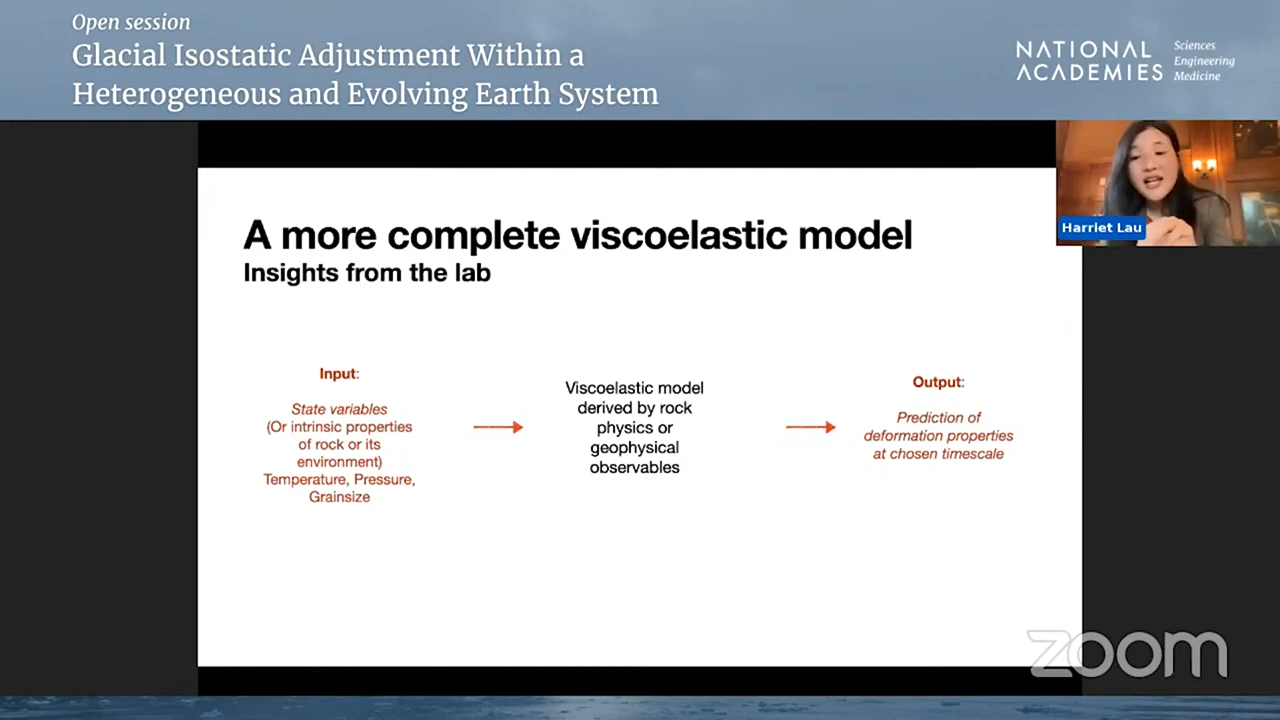 Open session
Glacial Isostatic Adjustment Within a
Heterogeneous and Evolving Earth System
NATIONAL
ACADEMIES
Sciences
Engineering
Medicine
Harriet Lau
A more complete viscoelastic model
Insights from the lab
Input:
State variables
(Or intrinsic properties
of rock or its
environment)
Temperature, Pressure,
Grainsize
Viscoelastic model
derived by rock
physics or
geophysical
observables
Output:
Prediction of
deformation properties
at chosen timescale
zoom